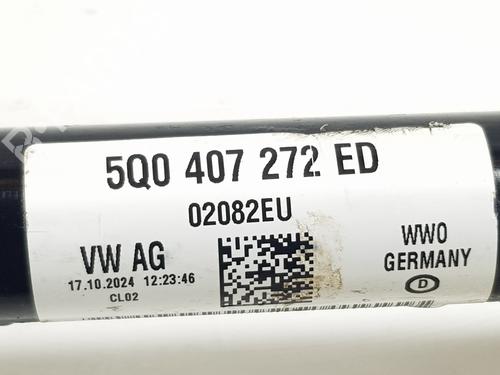 5Q0 407 272 ED
02082EU
VW AG
17.10.2024 12:23:46
CL02
WWO
GERMANY
D